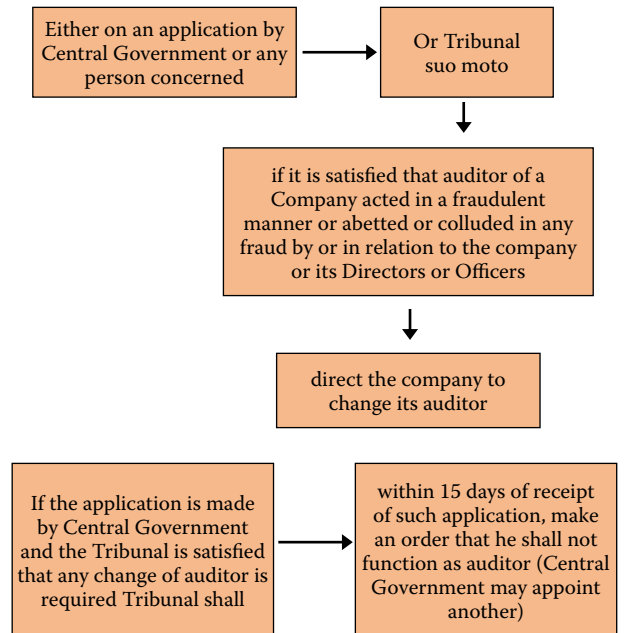 Either on an application by
Central Government or any
person concerned
Or Tribunal
suo moto
if it is satisfied that auditor of a
Company acted in a fraudulent
manner or abetted or colluded in any
fraud by or in relation to the company
or its Directors or Officers
direct the company to
change its auditor
If the application is made
by Central Government
and the Tribunal is satisfied
that any change of auditor is
required Tribunal shall
within 15 days of receipt
of such application, make
an order that he shall not
function as auditor (Central
Government may appoint
another)